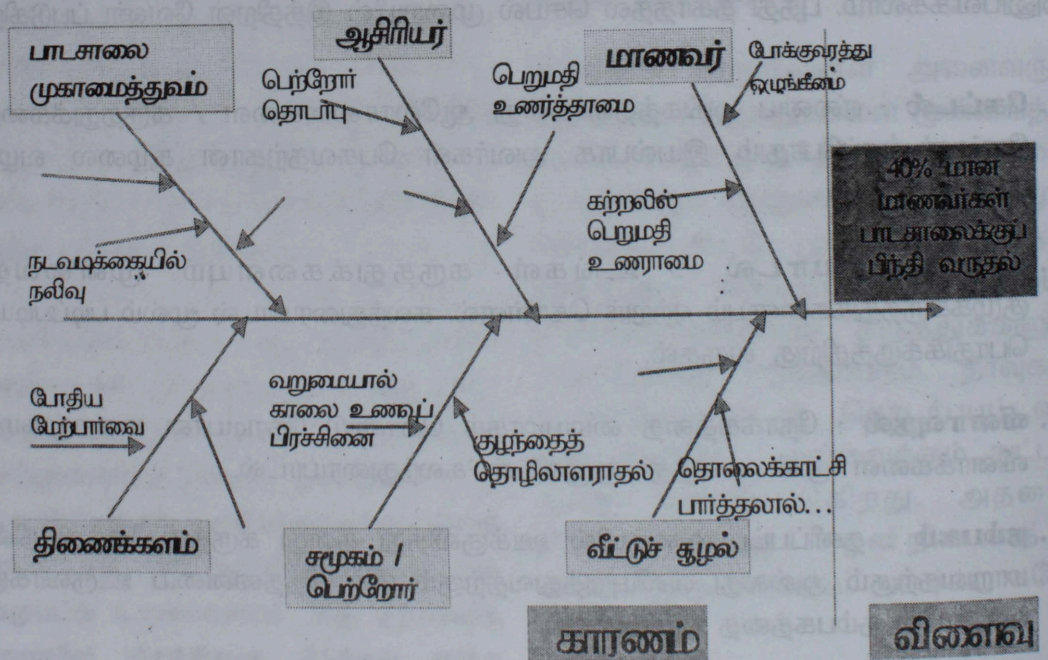 பாடசாலை
முகாமைத்துவம்
ஆசிரியர்
மாணவர்
பெற்றோர்
தொடர்பு
பெறுமதி
உணர்த்தாமை
போக்குவரத்து
ஒழுங்கீனம்
40% மான
மாணவர்கள்
பாடசாலைக்குப்
பிந்தி வருதல்
நடவடிக்கையில்
நலிவு
கற்றலில்
பெறுமதி
உணராமை
போதிய
மேற்பார்வை
வறுமையால்
காலை உணவுப்
பிரச்சினை
குழந்தைத்
தொழிலாளராதல்
தொலைக்காட்சி
பார்த்தலால்...
திணைக்களம்
சமூகம் /
பெற்றோர்
வீட்டுச் சூழல்
காரணம்
விளைவு